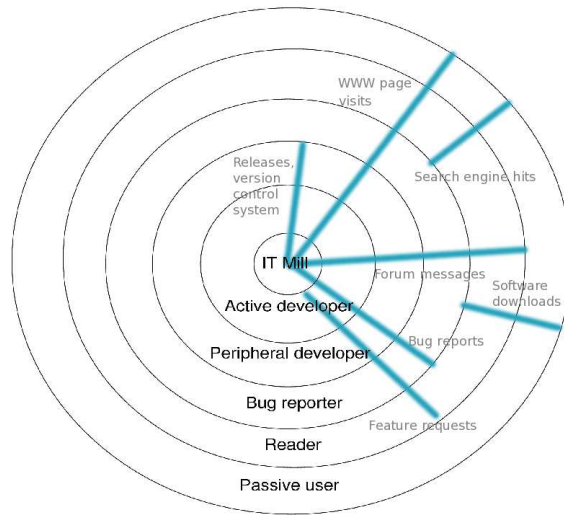 WWW page
visits
Releases,
version
control
system
Search engine hits
IT Mill
Forum messages
Software
downloads
Active developer
Bug reports
Peripheral developer
Bug reporter
Feature requests
Reader
Passive user